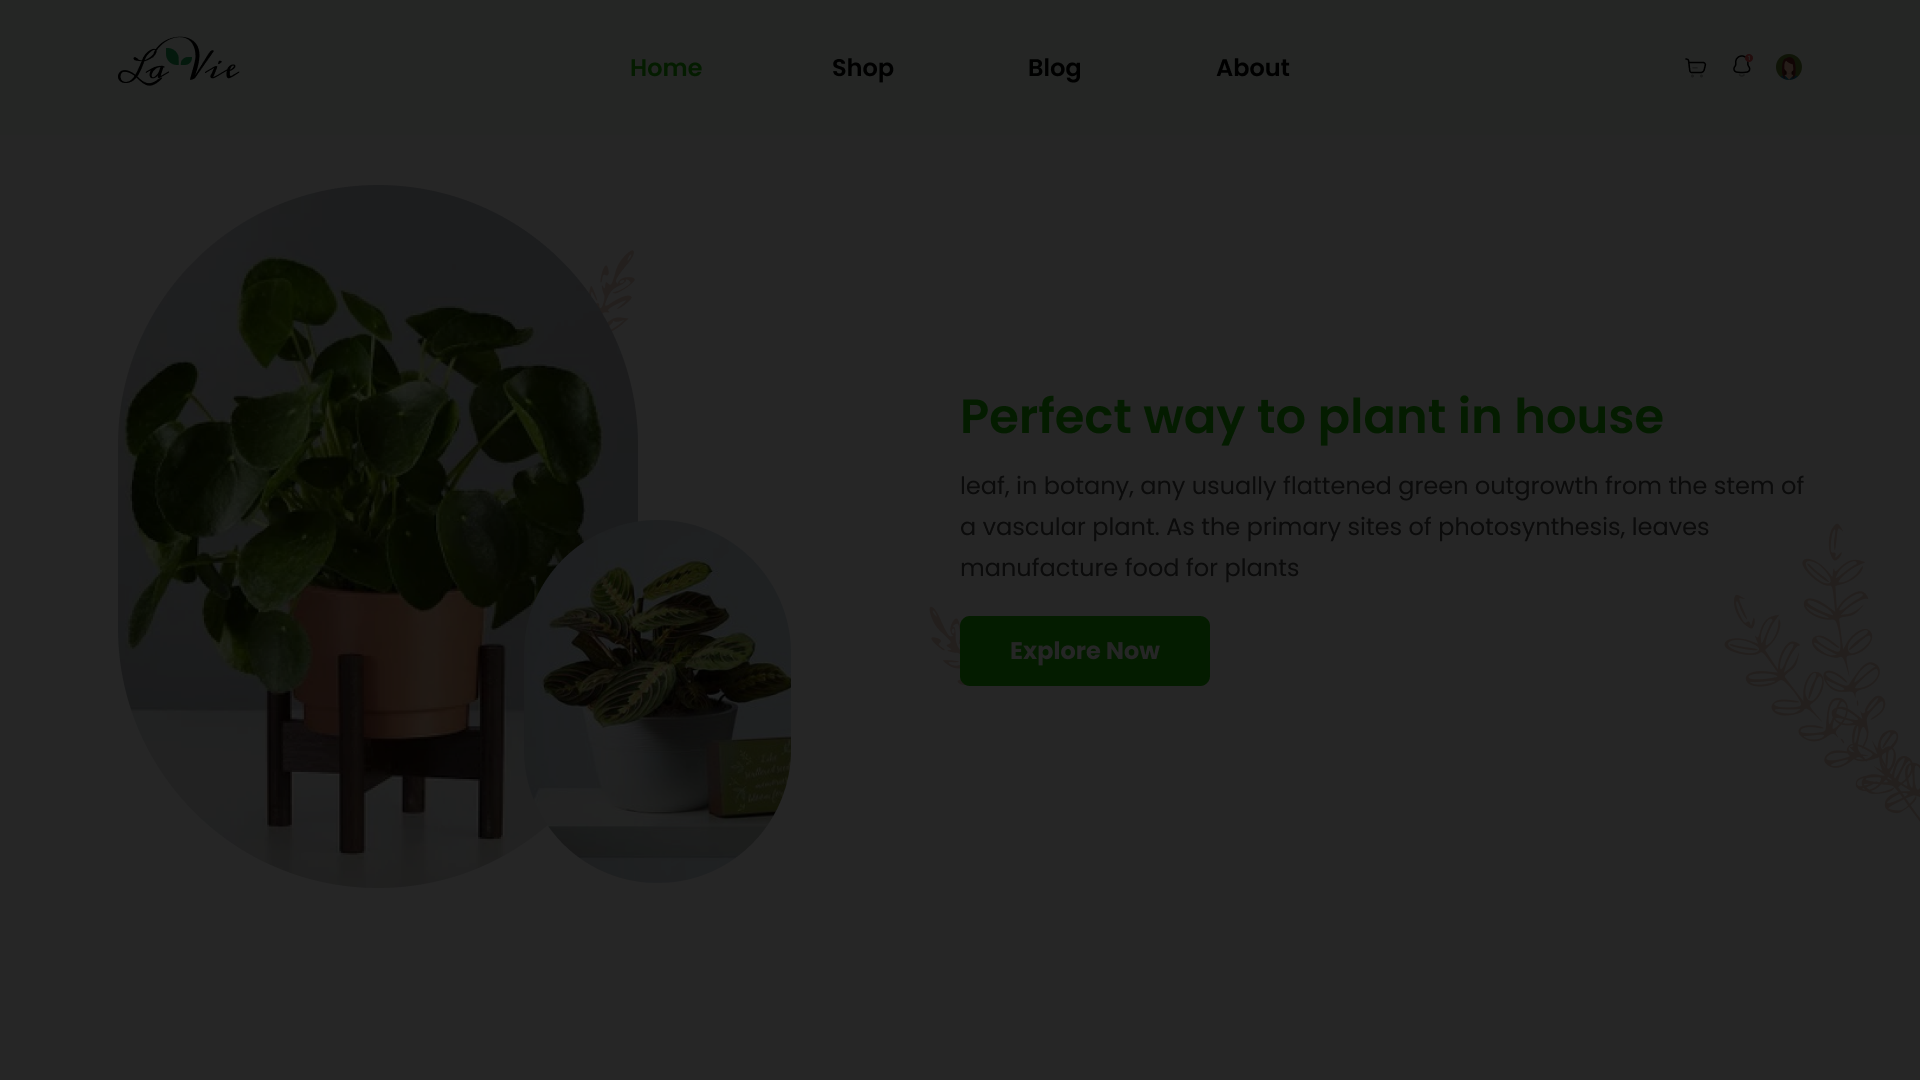 La Vie
Home
Shop
Blog
About
Perfect way to plant in house
leaf, in botany, any usually flattened green outgrowth from the stem of
a vascular plant. As the primary sites of photosynthesis, leaves
manufacture food for plants
Explore Now